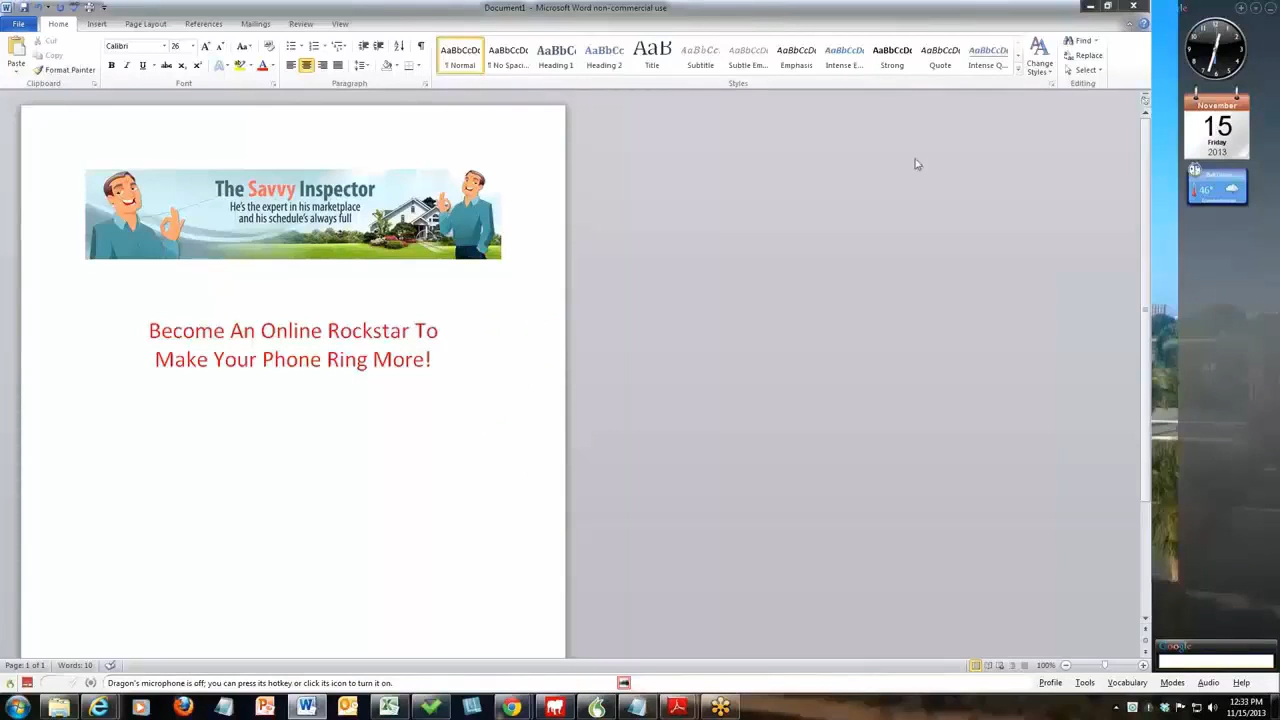 Document1 - Microsoft Word non-commercial use
File Home Insert Page Layout References Mailings Review View
Paste
Cut
Copy
Format Painter
Clipboard
Calibri 26
Font
Paragraph
AaBbCcDc AaBbCcDc AaBbCc AaBbCc AaB AaBbCc AaBbCcDc AaBbCcDc AaBbCcDc AaBbCcDc AaBbCcDc AaBbCcDc
¶ Normal ¶ No Spaci... Heading 1 Heading 2 Title Subtitle Subtle Em... Emphasis Intense E... Strong Quote Intense Q...
Styles
Change
Styles
Find
Replace
Select
Editing
November
15
Friday
2013
46°
The Savvy Inspector
He's the expert in his marketplace
and his schedule's always full
Become An Online Rockstar To
Make Your Phone Ring More!
Google
Page: 1 of 1 Words: 10
100%
Dragon's microphone is off; you can press its hotkey or click its icon to turn it on.
Profile Tools Vocabulary Modes Audio Help
12:33 PM
11/15/2013